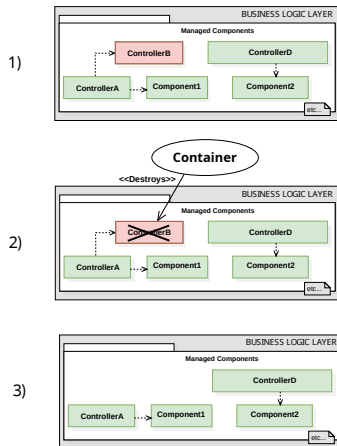 BUSINESS LOGIC LAYER
Managed Components
ControllerB
ControllerD
1)
ControllerA
Component1
Component2
etc...
Container
<<Destroys>>
BUSINESS LOGIC LAYER
Managed Components
ControllerB
ControllerD
2)
ControllerA
Component1
Component2
etc...
BUSINESS LOGIC LAYER
Managed Components
ControllerD
3)
ControllerA
Component1
Component2
etc...